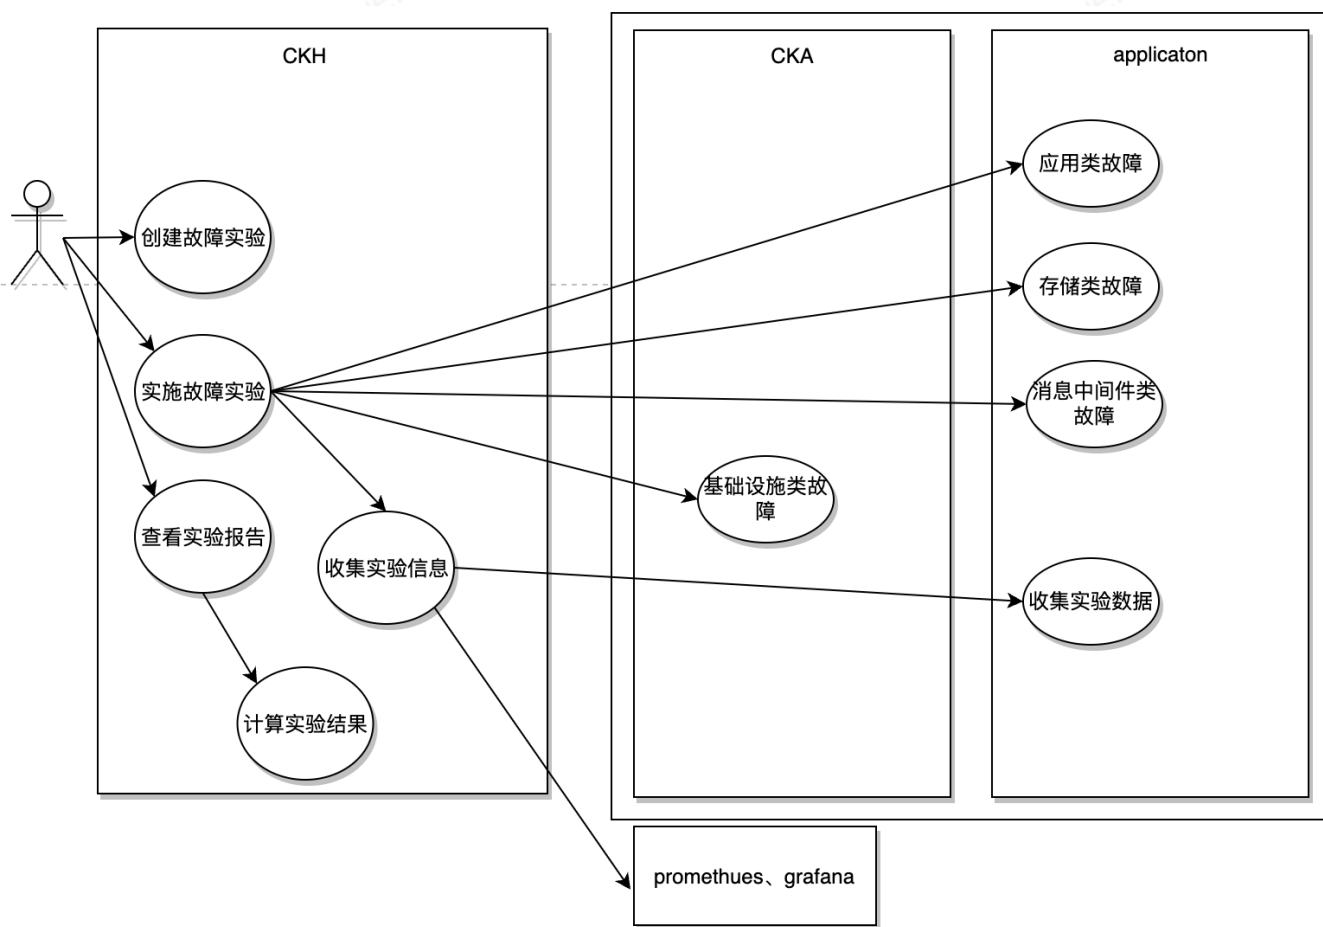 CKH
CKA
applicaton
创建故障实验
实施故障实验
查看实验报告
收集实验信息
计算实验结果
基础设施类故
障
应用类故障
存储类故障
消息中间件类
故障
收集实验数据
promethues、grafana